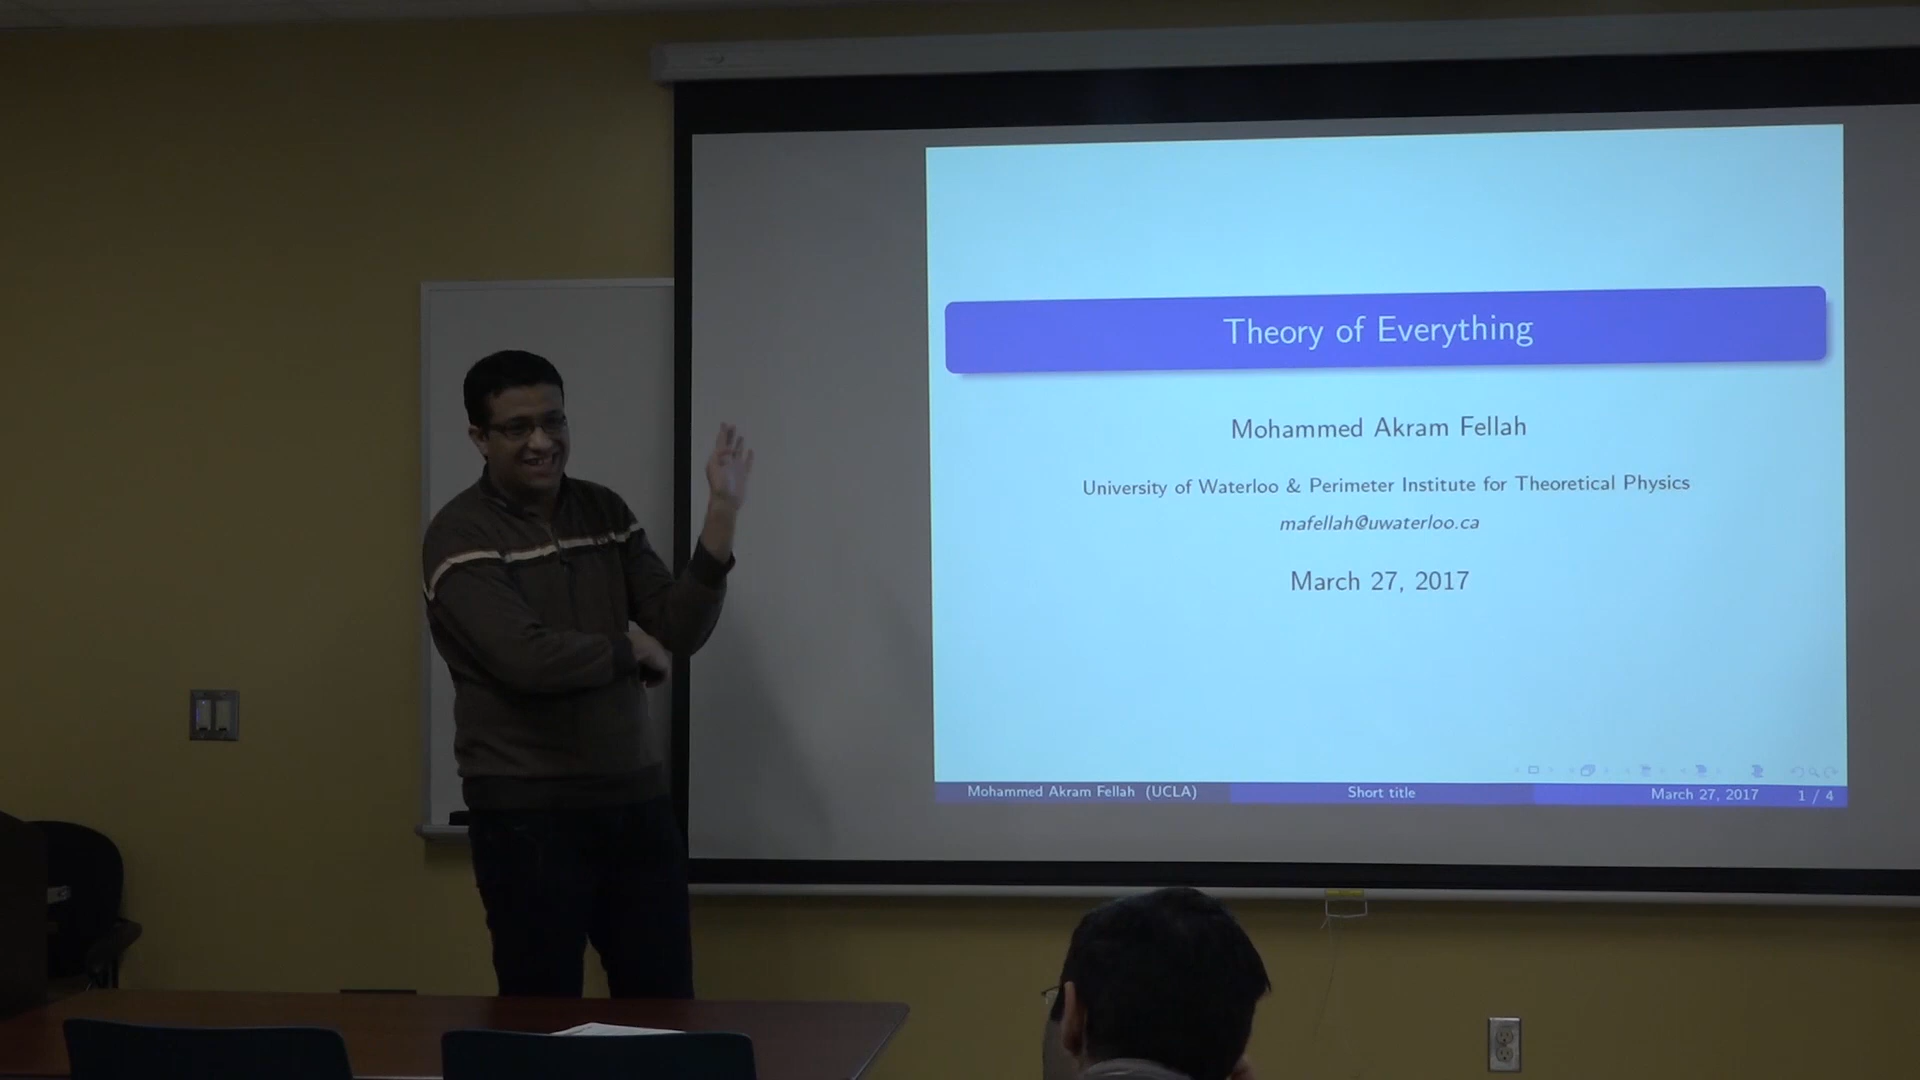 Theory of Everything
Mohammed Akram Fellah
University of Waterloo & Perimeter Institute for Theoretical Physics
mafellah@uwaterloo.ca
March 27, 2017
Mohammed Akram Fellah (UCLA) Short title March 27, 2017 1 / 4